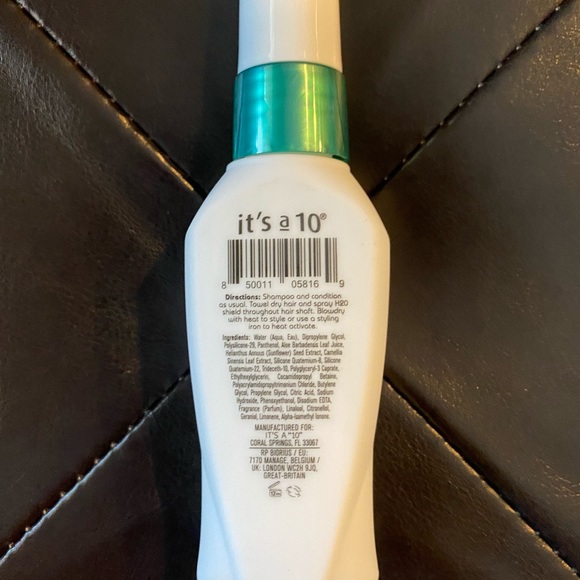 it's a 10®
8 50011 05816 9
Directions: Shampoo and condition
as usual. Towel dry hair and spray H2O
shield throughout hair shaft. Blowdry
with heat to style or use a styling
iron to heat activate.
Ingredients: Water (Aqua, Eau), Dipropylene Glycol,
Polysilicone-29, Panthenol, Aloe Barbadensis Leaf Juice,
Helianthus Annuus (Sunflower) Seed Extract, Camellia
Sinensis Leaf Extract, Silicone Quaternium-8, Silicone
Quaternium-22, Trideceth-10, Polyglyceryl-3 Caprate,
Ethylhexylglycerin, Cocamidopropyl Betaine,
Polyacrylamidopropyltrimonium Chloride, Butylene
Glycol, Propylene Glycol, Citric Acid, Sodium
Hydroxide, Phenoxyethanol, Disodium EDTA,
Fragrance (Parfum), Linalool, Citronellol,
Geraniol, Limonene, Alpha-Isomethyl Ionone.
MANUFACTURED FOR:
IT'S A "10"
CORAL SPRINGS, FL 33067
RP BIORIUS / EU:
7170 MANAGE, BELGIUM /
UK: LONDON WC2H 9JQ,
GREAT-BRITAIN